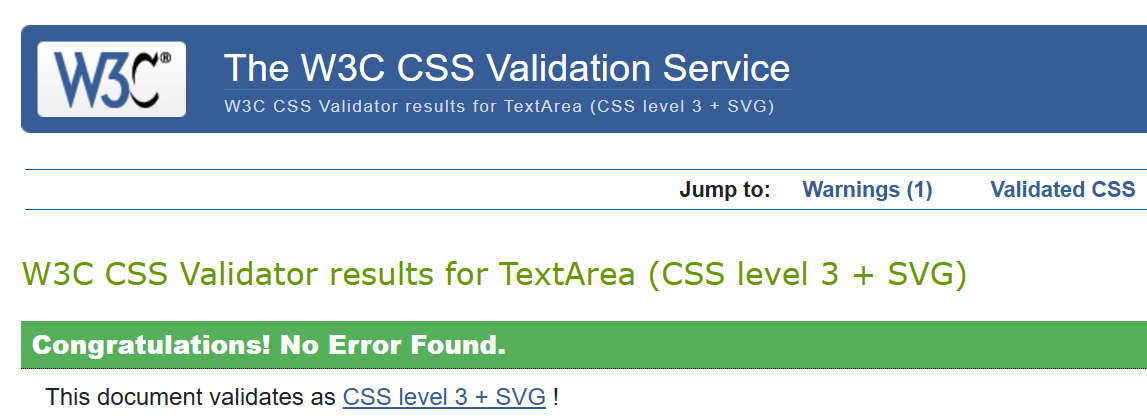 W3C®
The W3C CSS Validation Service
W3C CSS Validator results for TextArea (CSS level 3 + SVG)
Jump to: Warnings (1) Validated CSS
W3C CSS Validator results for TextArea (CSS level 3 + SVG)
Congratulations! No Error Found.
This document validates as CSS level 3 + SVG !